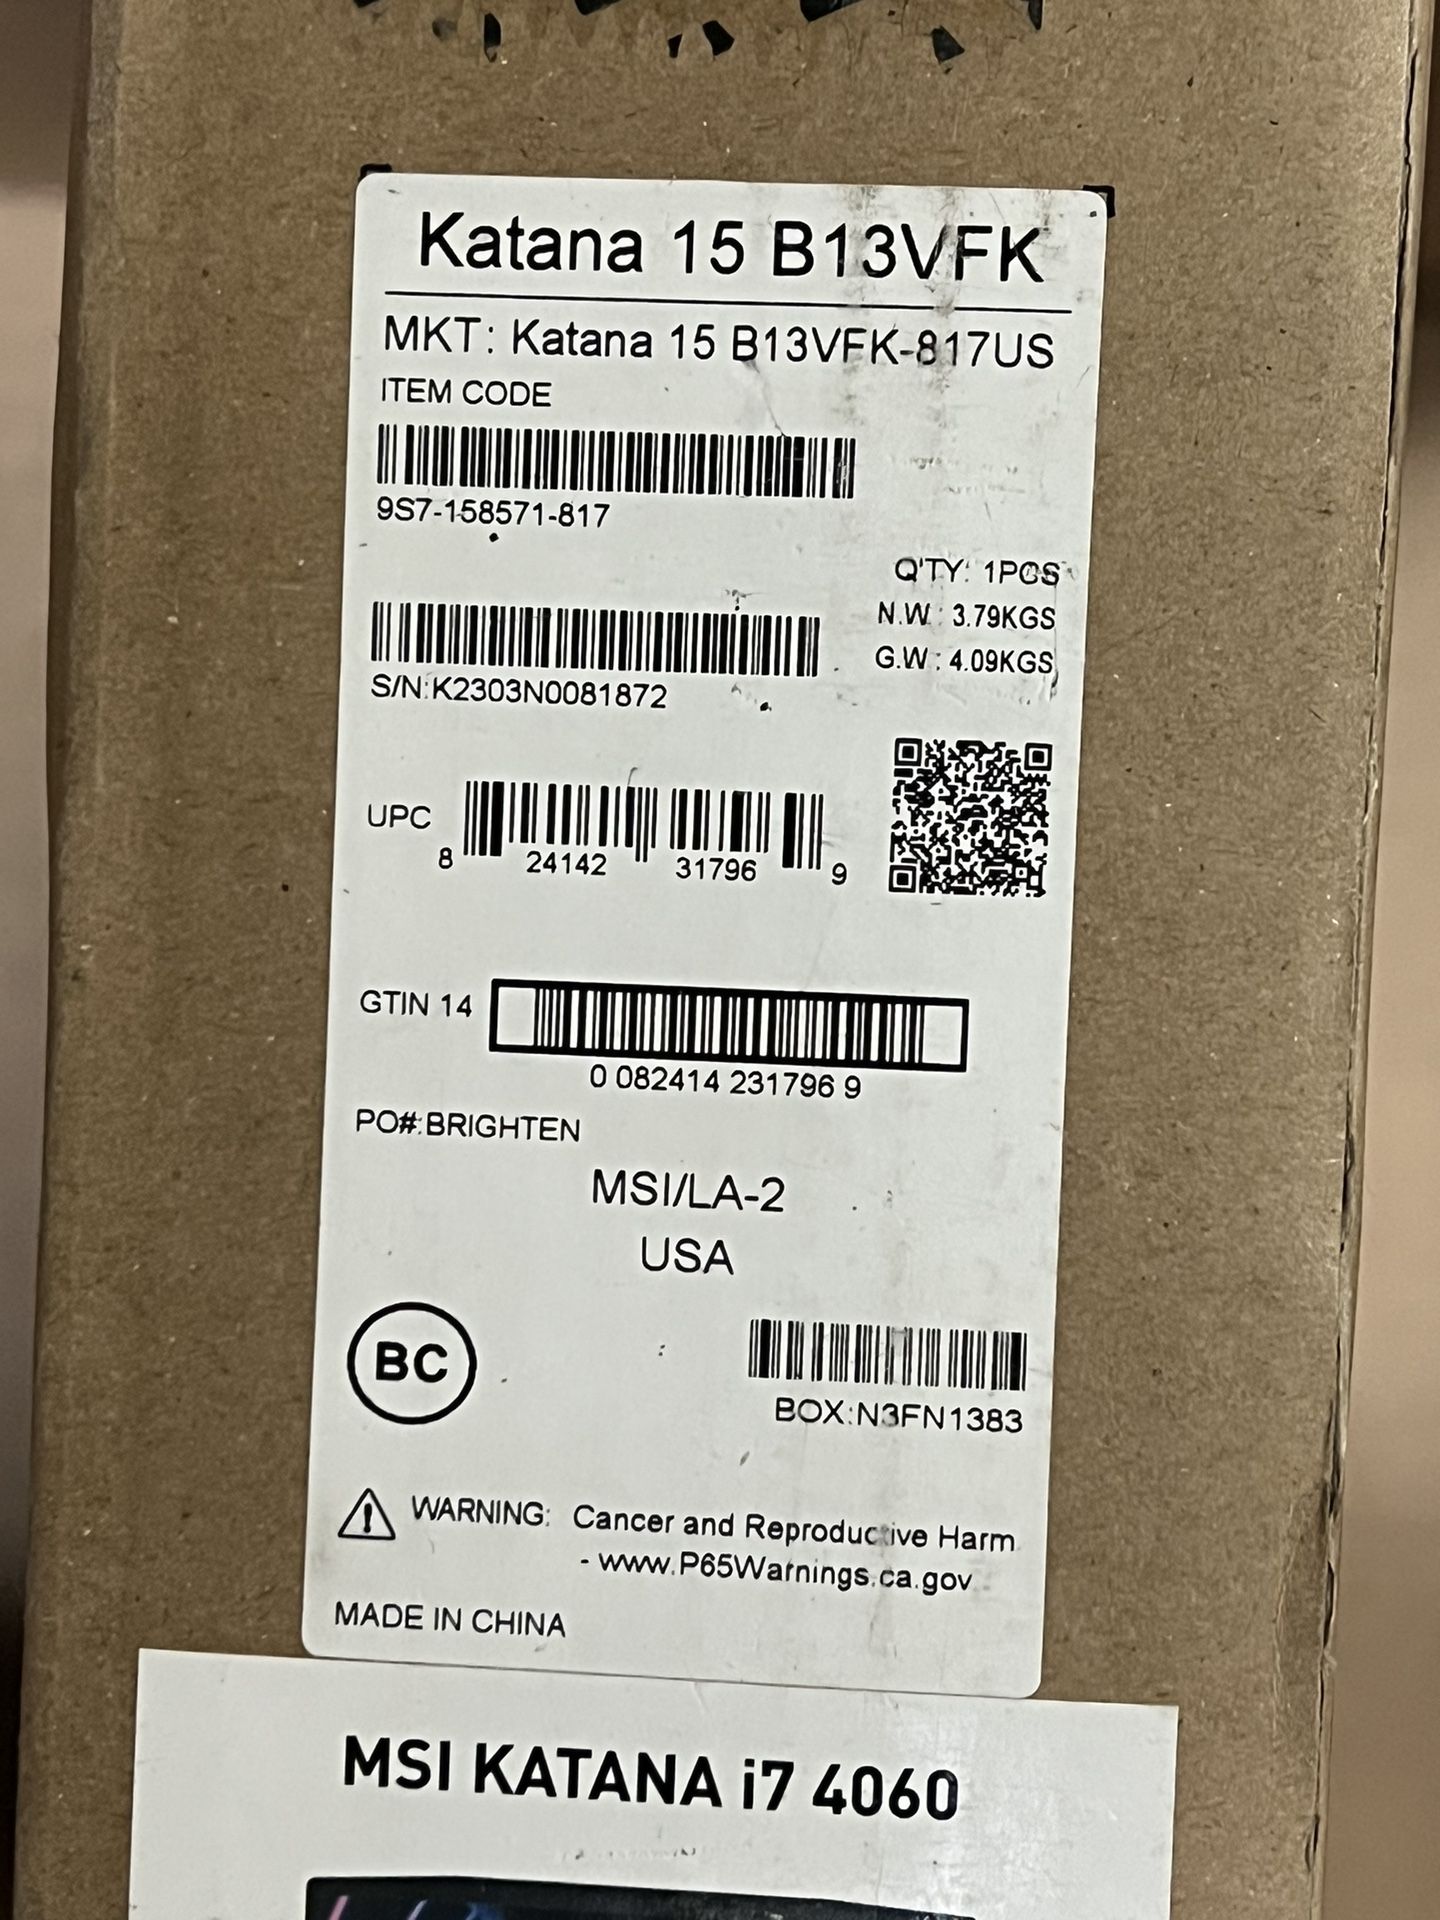 Katana 15 B13VFK
MKT: Katana 15 B13VFK-817US
ITEM CODE
9S7-158571-817
Q'TY: 1PCS
N.W.: 3.79KGS
G.W.: 4.09KGS
S/N:K2303N0081872
UPC
8 24142 31796 9
GTIN 14
0 082414 231796 9
PO#:BRIGHTEN
MSI/LA-2
USA
BC
BOX:N3FN1383
WARNING: Cancer and Reproductive Harm
- www.P65Warnings.ca.gov
MADE IN CHINA
MSI KATANA i7 4060